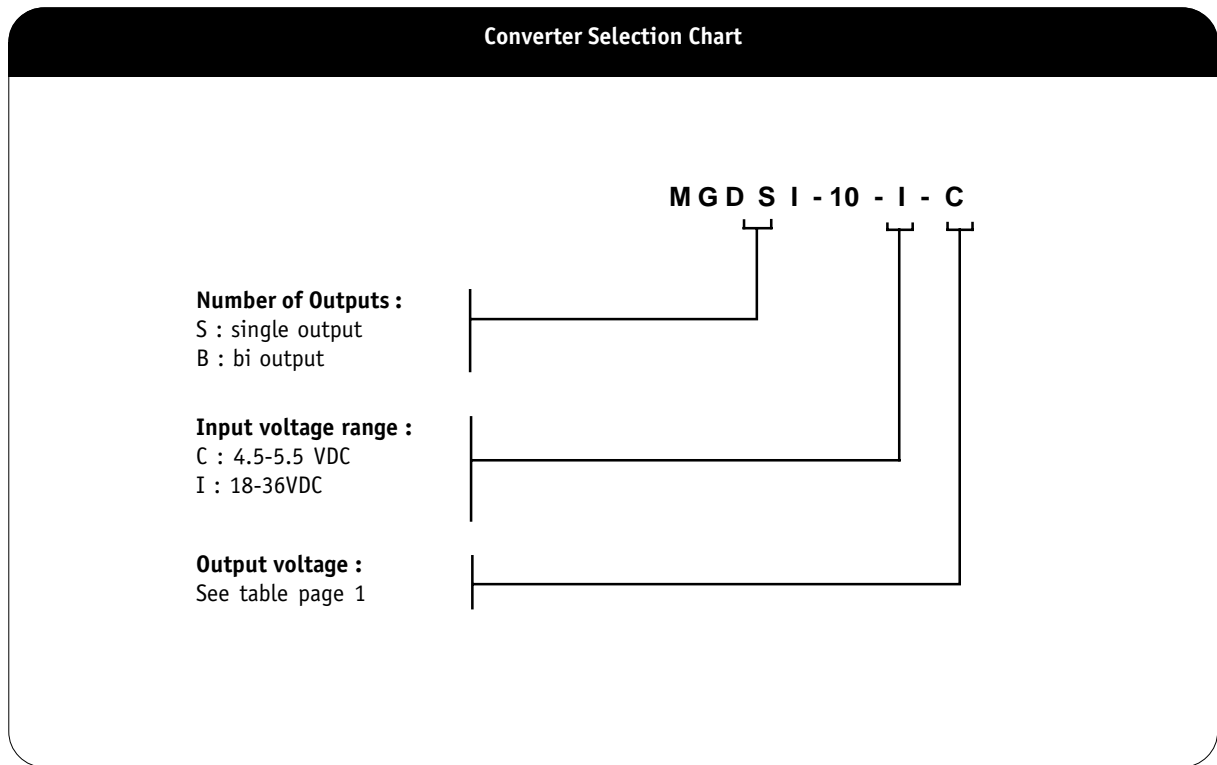 Converter Selection Chart
M G D S I - 10 - I - C
Number of Outputs :
S : single output
B : bi output
Input voltage range :
C : 4.5-5.5 VDC
I : 18-36VDC
Output voltage :
See table page 1